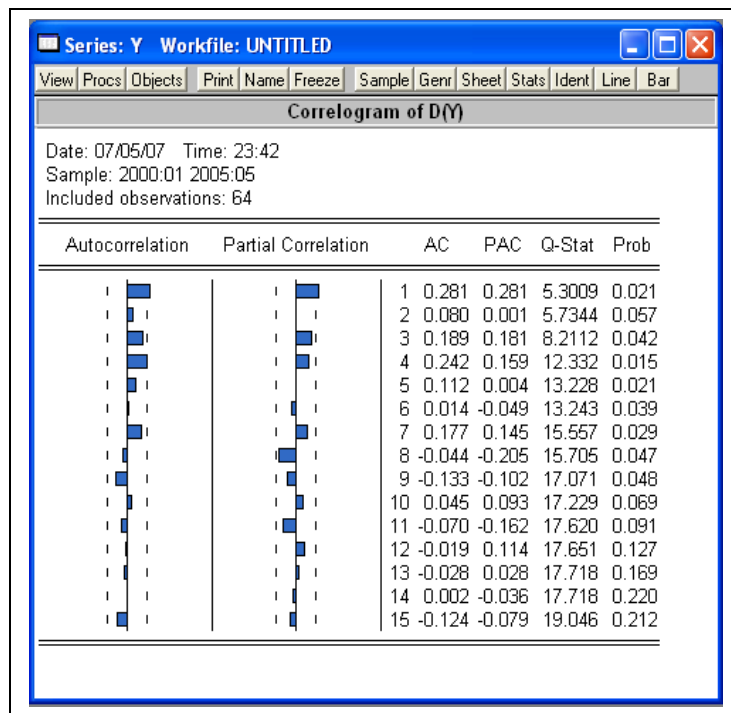 Series: Y Workfile: UNTITLED
View Procs Objects Print Name Freeze Sample Genr Sheet Stats Ident Line Bar
Correlogram of D(Y)
Date: 07/05/07 Time: 23:42
Sample: 2000:01 2005:05
Included observations: 64
Autocorrelation Partial Correlation AC PAC Q-Stat Prob
1 0.281 0.281 5.3009 0.021
2 0.080 0.001 5.7344 0.057
3 0.189 0.181 8.2112 0.042
4 0.242 0.159 12.332 0.015
5 0.112 0.004 13.228 0.021
6 0.014 -0.049 13.243 0.039
7 0.177 0.145 15.557 0.029
8 -0.044 -0.205 15.705 0.047
9 -0.133 -0.102 17.071 0.048
10 0.045 0.093 17.229 0.069
11 -0.070 -0.162 17.620 0.091
12 -0.019 0.114 17.651 0.127
13 -0.028 0.028 17.718 0.169
14 0.002 -0.036 17.718 0.220
15 -0.124 -0.079 19.046 0.212